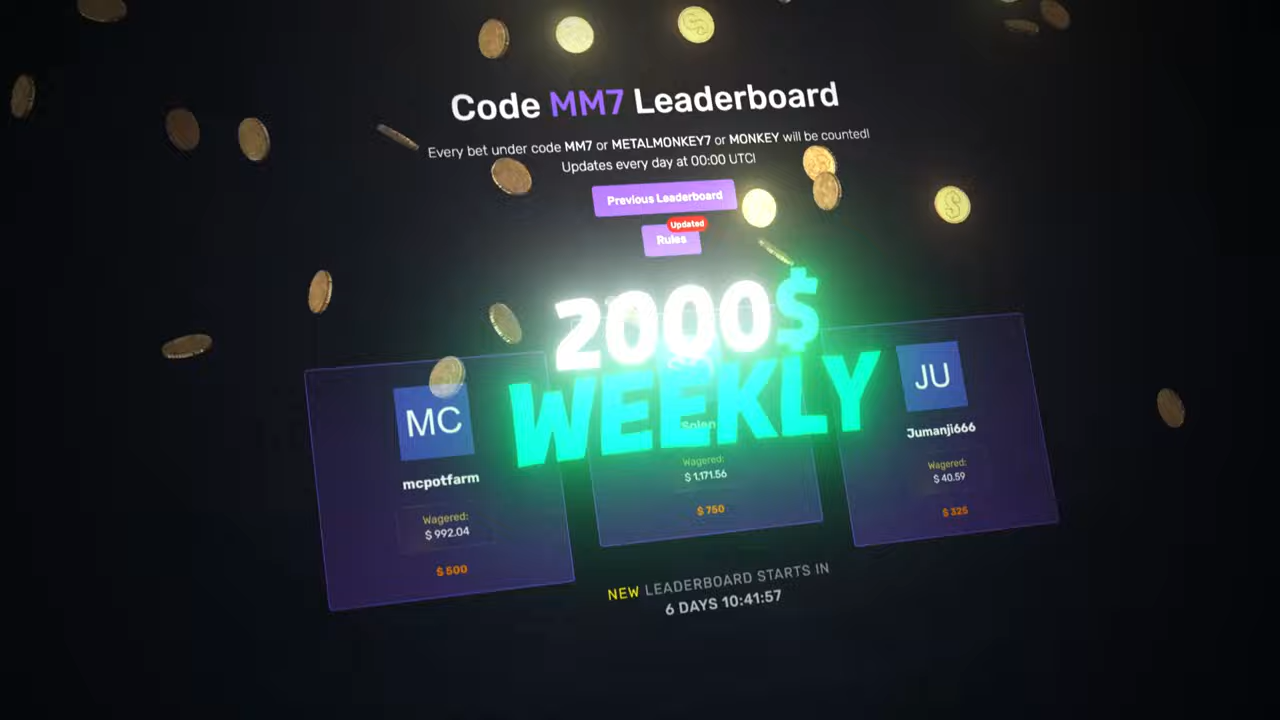 Code MM7 Leaderboard
Every bet under code MM7 or METALMONKEY7 or MONKEY will be counted!
Updates every day at 00:00 UTC!
Previous Leaderboard
Updated
Rules
2000$
WEEKLY
MC
mcpotfarm
Wagered:
$ 992.04
$ 500
Wagered:
$ 1,171.56
$ 750
JU
Jumanji666
Wagered:
$ 40.59
$ 325
NEW LEADERBOARD STARTS IN
6 DAYS 10:41:57